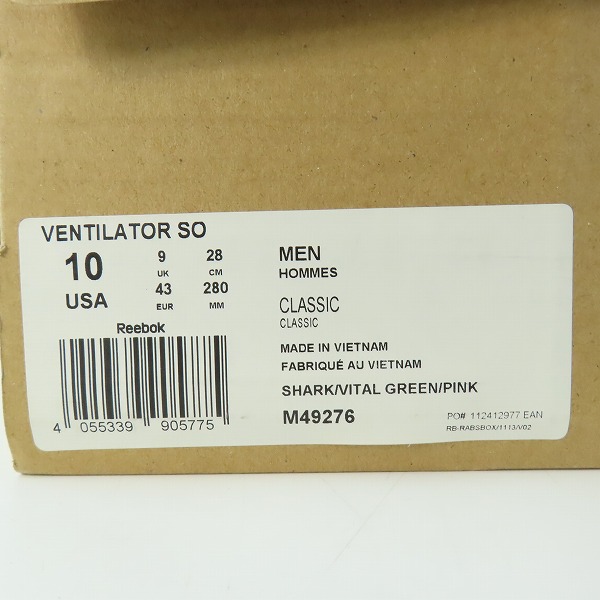 VENTILATOR SO
10 9 28
UK CM
USA 43 280
EUR MM
Reebok
4 055339 905775
MEN
HOMMES
CLASSIC
CLASSIC
MADE IN VIETNAM
FABRIQUÉ AU VIETNAM
SHARK/VITAL GREEN/PINK
M49276
PO# 112412977 EAN
RB-RABSBOX/1113/V02